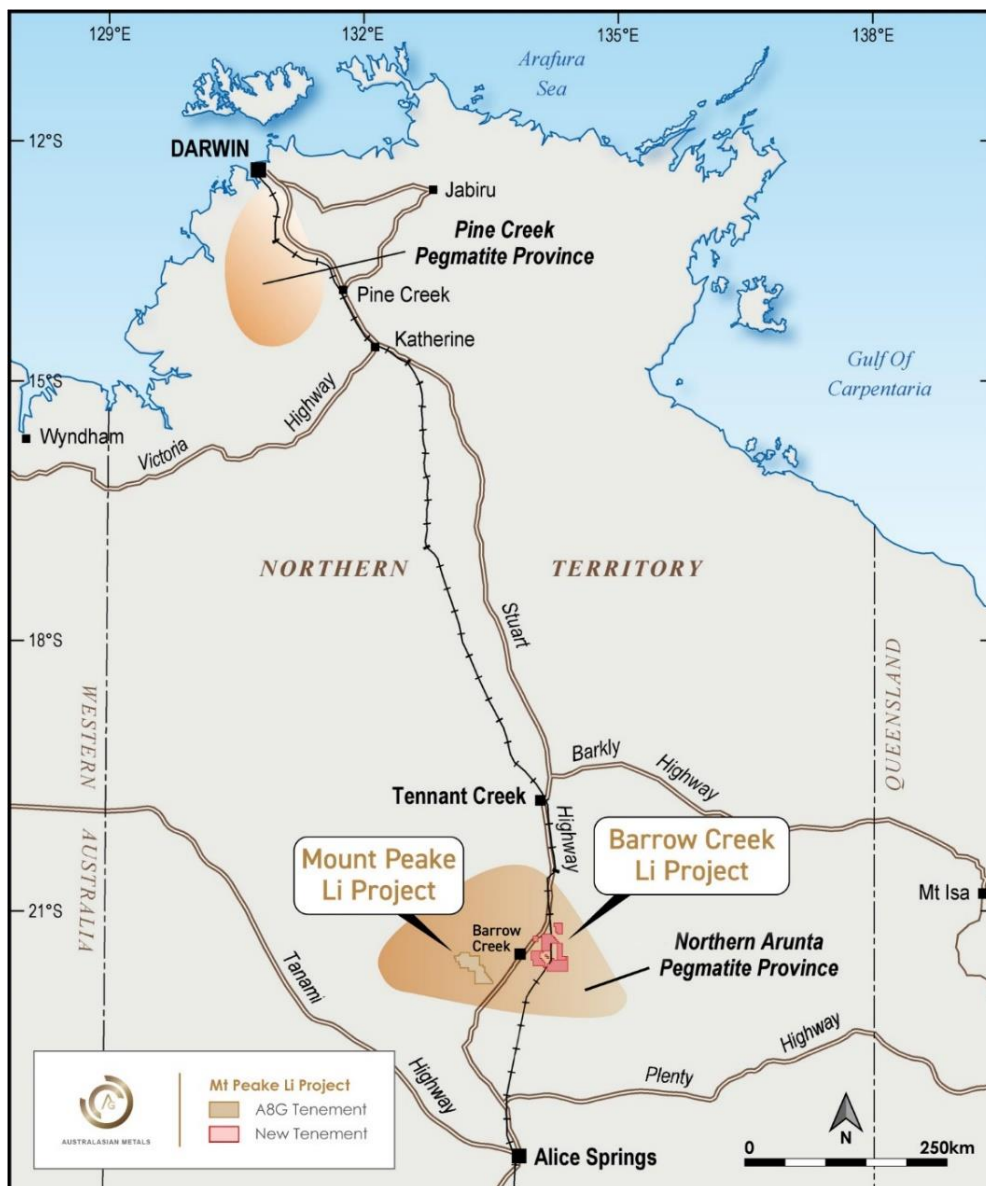 129°E
132°E
135°E
138°E
Arafura
Sea
12°S
DARWIN
Jabiru
Pine Creek
Pegmatite Province
Pine Creek
Katherine
Gulf Of
Carpentaria
15°S
Wyndham
Victoria Highway
NORTHERN TERRITORY
Stuart Highway
18°S
WESTERN AUSTRALIA
QUEENSLAND
Barkly Highway
Tennant Creek
Mount Peake
Li Project
Barrow Creek
Li Project
Mt Isa
21°S
Barrow
Creek
Northern Arunta
Pegmatite Province
Tanami Highway
Plenty Highway
Mt Peake Li Project
A8G Tenement
New Tenement
AG
AUSTRALASIAN METALS
N
0 250km
Alice Springs